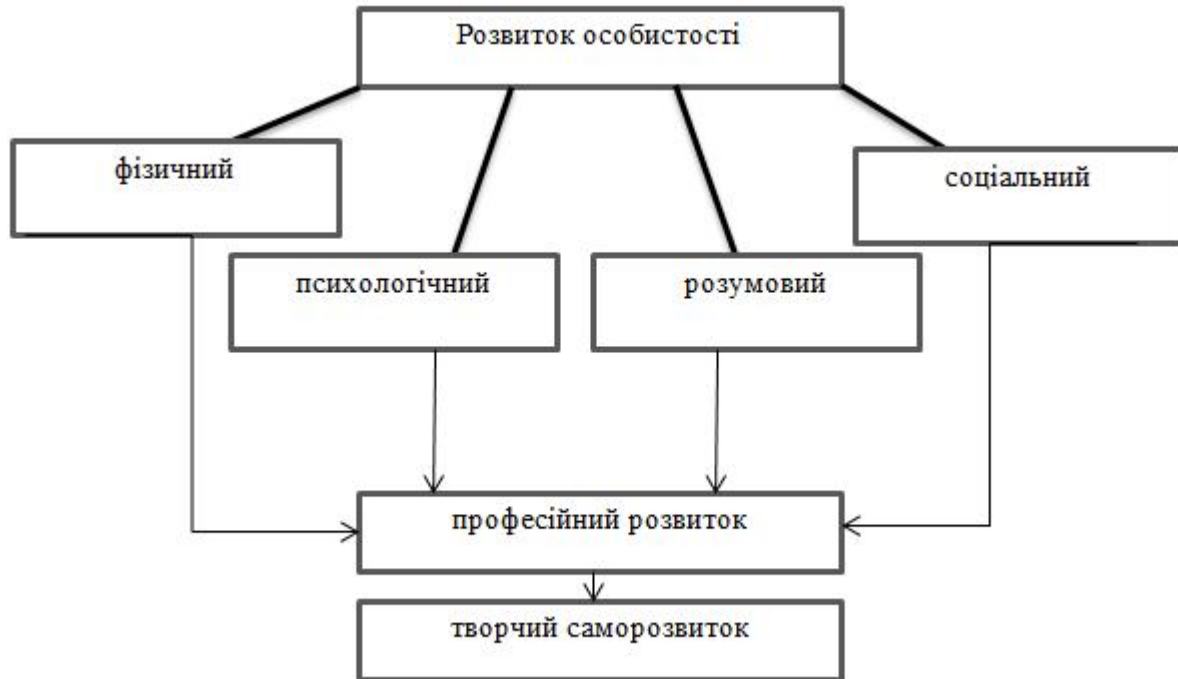 Розвиток особистості
фізичний
соціальний
психологічний
розумовий
професійний розвиток
творчий саморозвиток